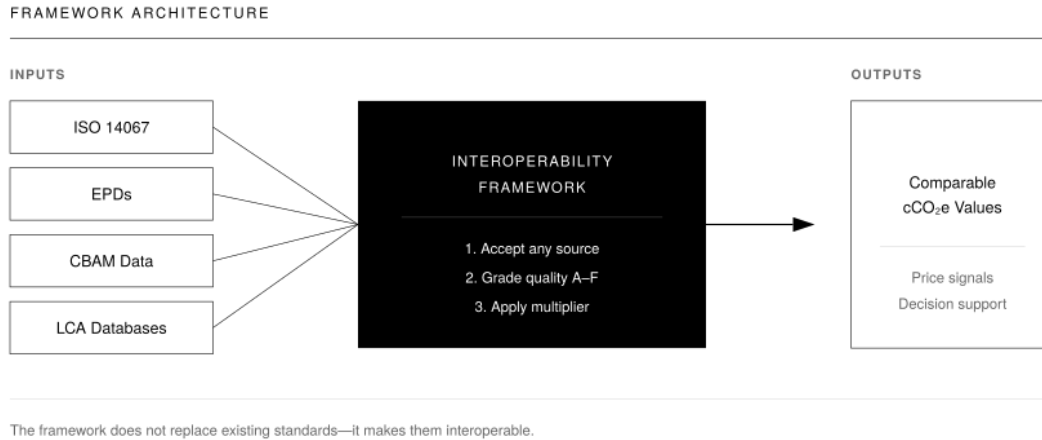 FRAMEWORK ARCHITECTURE
INPUTS
ISO 14067
EPDs
CBAM Data
LCA Databases
INTEROPERABILITY
FRAMEWORK
1. Accept any source
2. Grade quality A–F
3. Apply multiplier
OUTPUTS
Comparable
cCO₂e Values
Price signals
Decision support
The framework does not replace existing standards—it makes them interoperable.